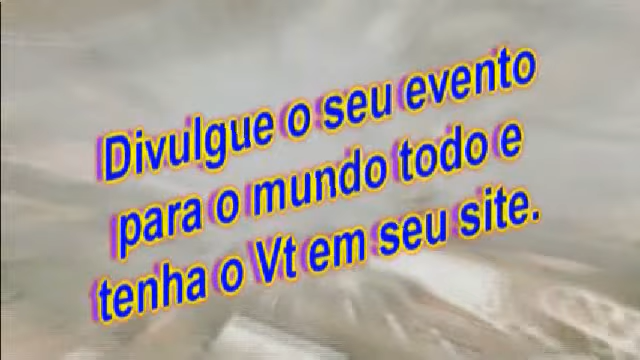 Divulgue o seu evento
para o mundo todo e
tenha o Vt em seu site.